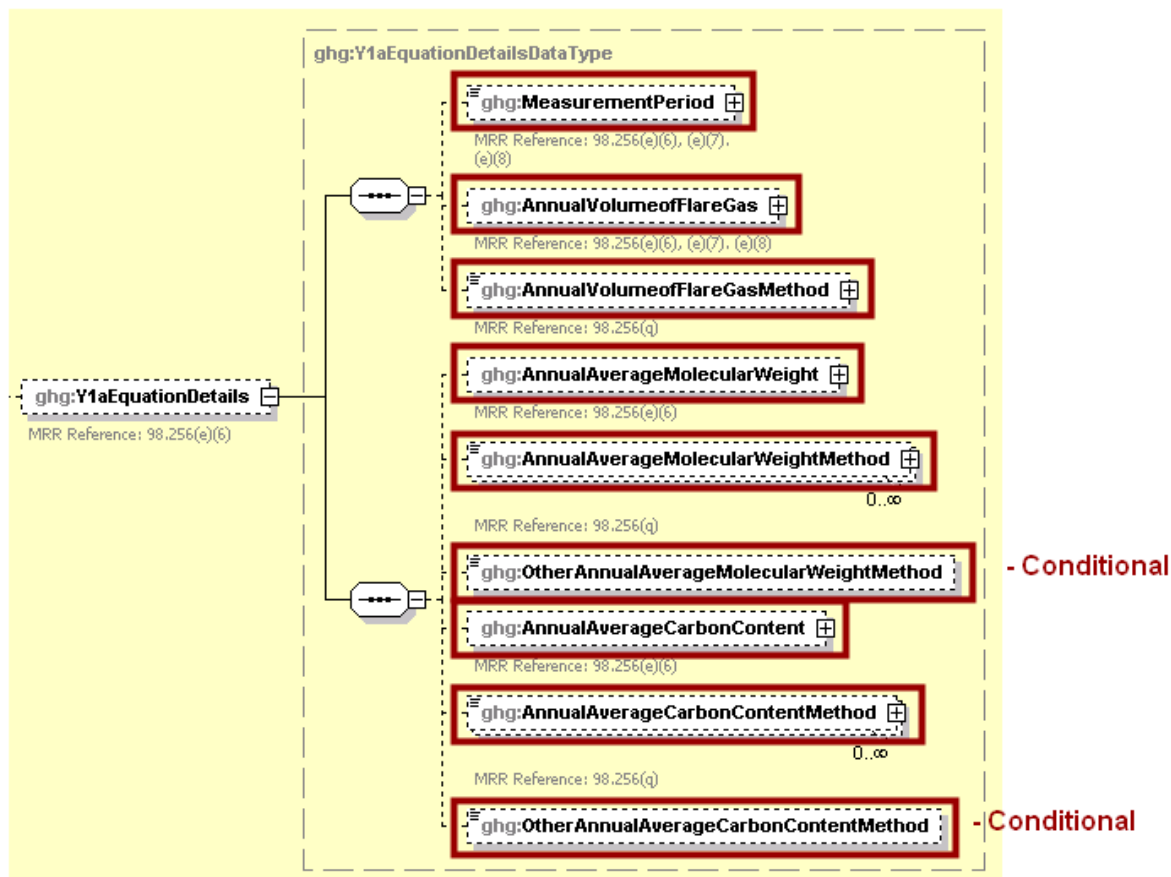 ghg:Y1aEquationDetailsDataType
ghg:MeasurementPeriod
MRR Reference: 98.256(e)(6), (e)(7).
(e)(8)
ghg:AnnualVolumeofFlareGas
MRR Reference: 98.256(e)(6), (e)(7). (e)(8)
ghg:AnnualVolumeofFlareGasMethod
MRR Reference: 98.256(q)
ghg:AnnualAverageMolecularWeight
MRR Reference: 98.256(e)(6)
ghg:Y1aEquationDetails
MRR Reference: 98.256(e)(6)
ghg:AnnualAverageMolecularWeightMethod
0..∞
MRR Reference: 98.256(q)
ghg:OtherAnnualAverageMolecularWeightMethod
- Conditional
ghg:AnnualAverageCarbonContent
MRR Reference: 98.256(e)(6)
ghg:AnnualAverageCarbonContentMethod
0..∞
MRR Reference: 98.256(q)
ghg:OtherAnnualAverageCarbonContentMethod
- Conditional